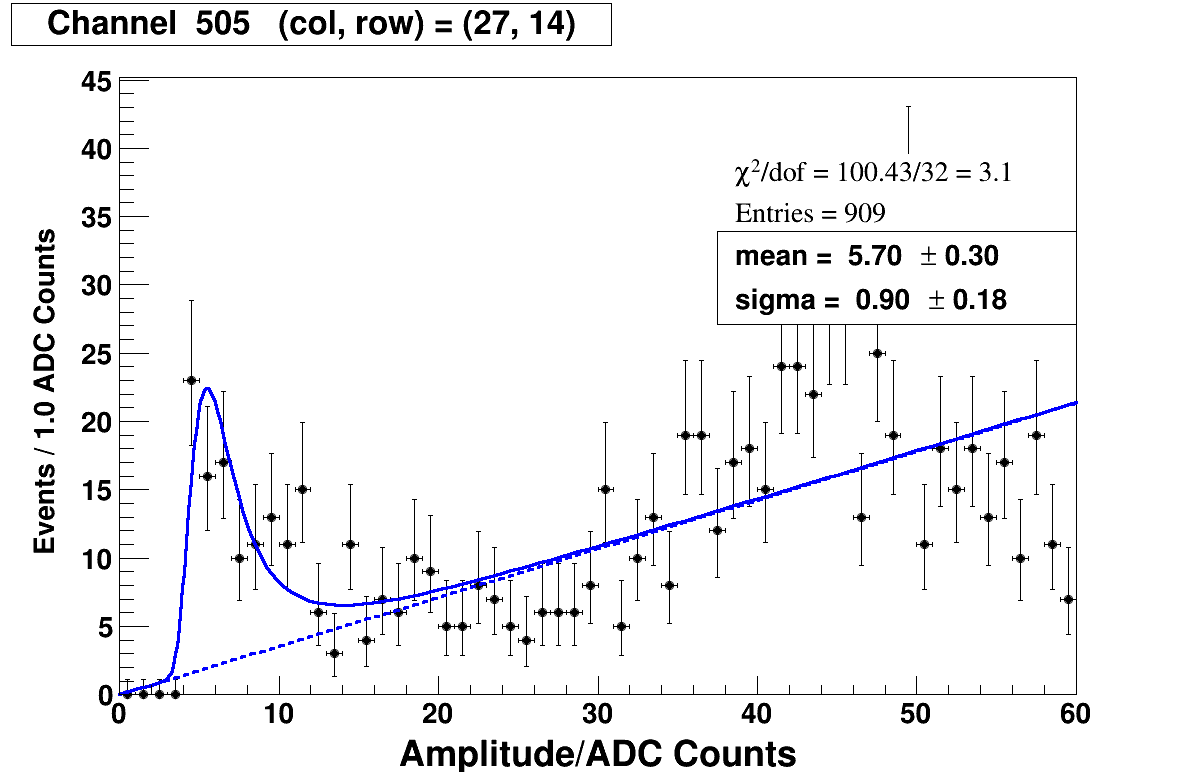 Channel 505 (col, row) = (27, 14)
45
40
35
30
25
20
15
10
5
0
Events / 1.0 ADC Counts
χ²/dof = 100.43/32 = 3.1
Entries = 909
mean = 5.70 ± 0.30
sigma = 0.90 ± 0.18
0 10 20 30 40 50 60
Amplitude/ADC Counts